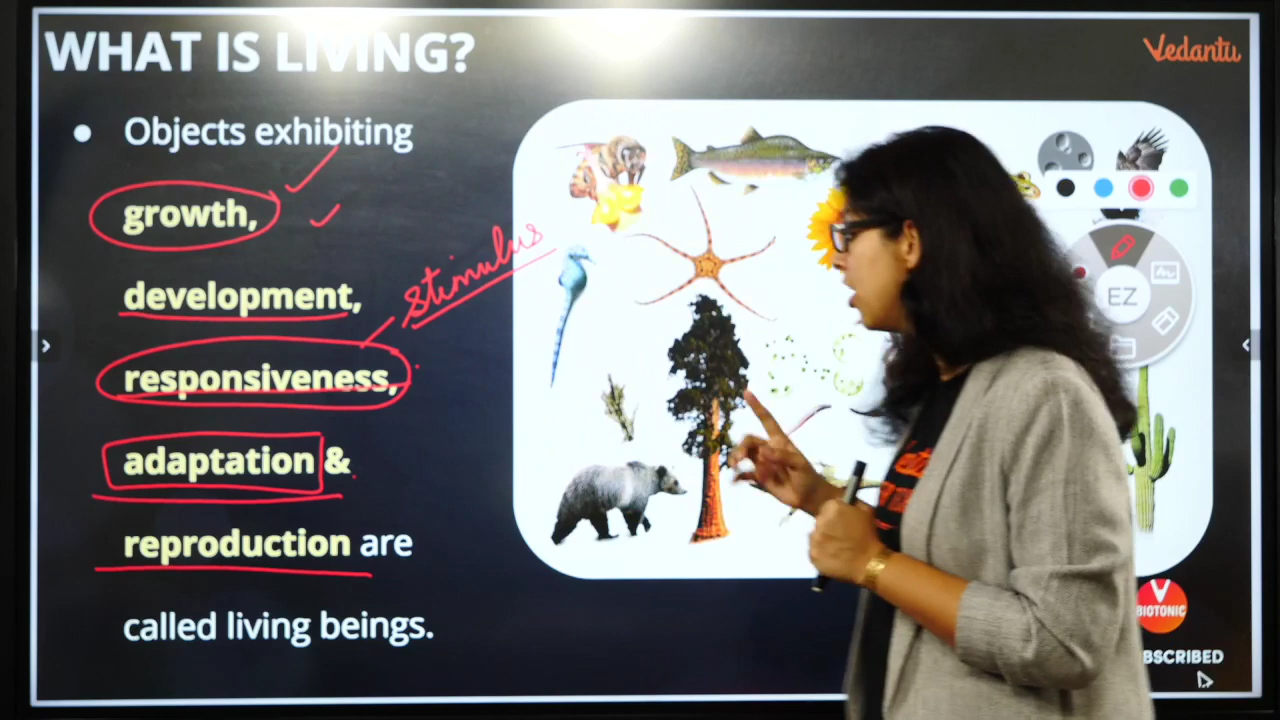 WHAT IS LIVING?
Vedantu
● Objects exhibiting
growth,
development,
stimulus
responsiveness,
adaptation &
reproduction are
called living beings.
EZ
V
BIOTONIC
BSCRIBED